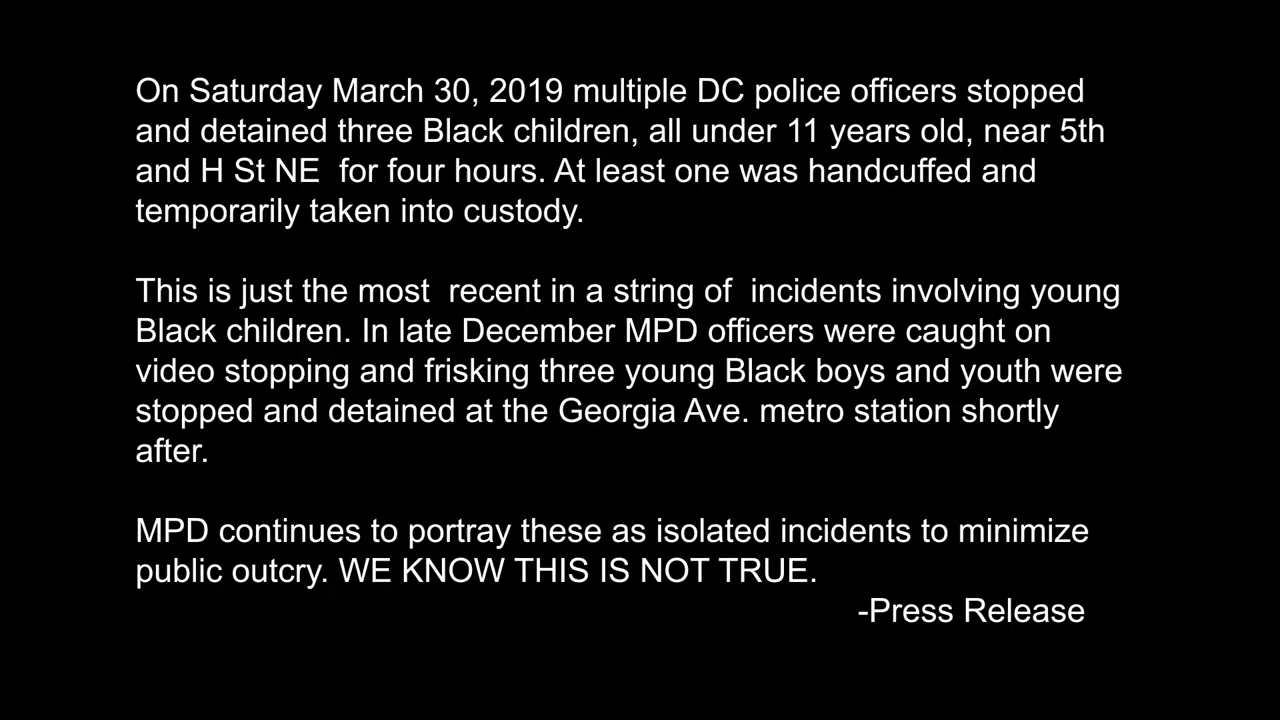 On Saturday March 30, 2019 multiple DC police officers stopped
and detained three Black children, all under 11 years old, near 5th
and H St NE  for four hours. At least one was handcuffed and
temporarily taken into custody.
This is just the most  recent in a string of  incidents involving young
Black children. In late December MPD officers were caught on
video stopping and frisking three young Black boys and youth were
stopped and detained at the Georgia Ave. metro station shortly
after.
MPD continues to portray these as isolated incidents to minimize
public outcry. WE KNOW THIS IS NOT TRUE.
-Press Release